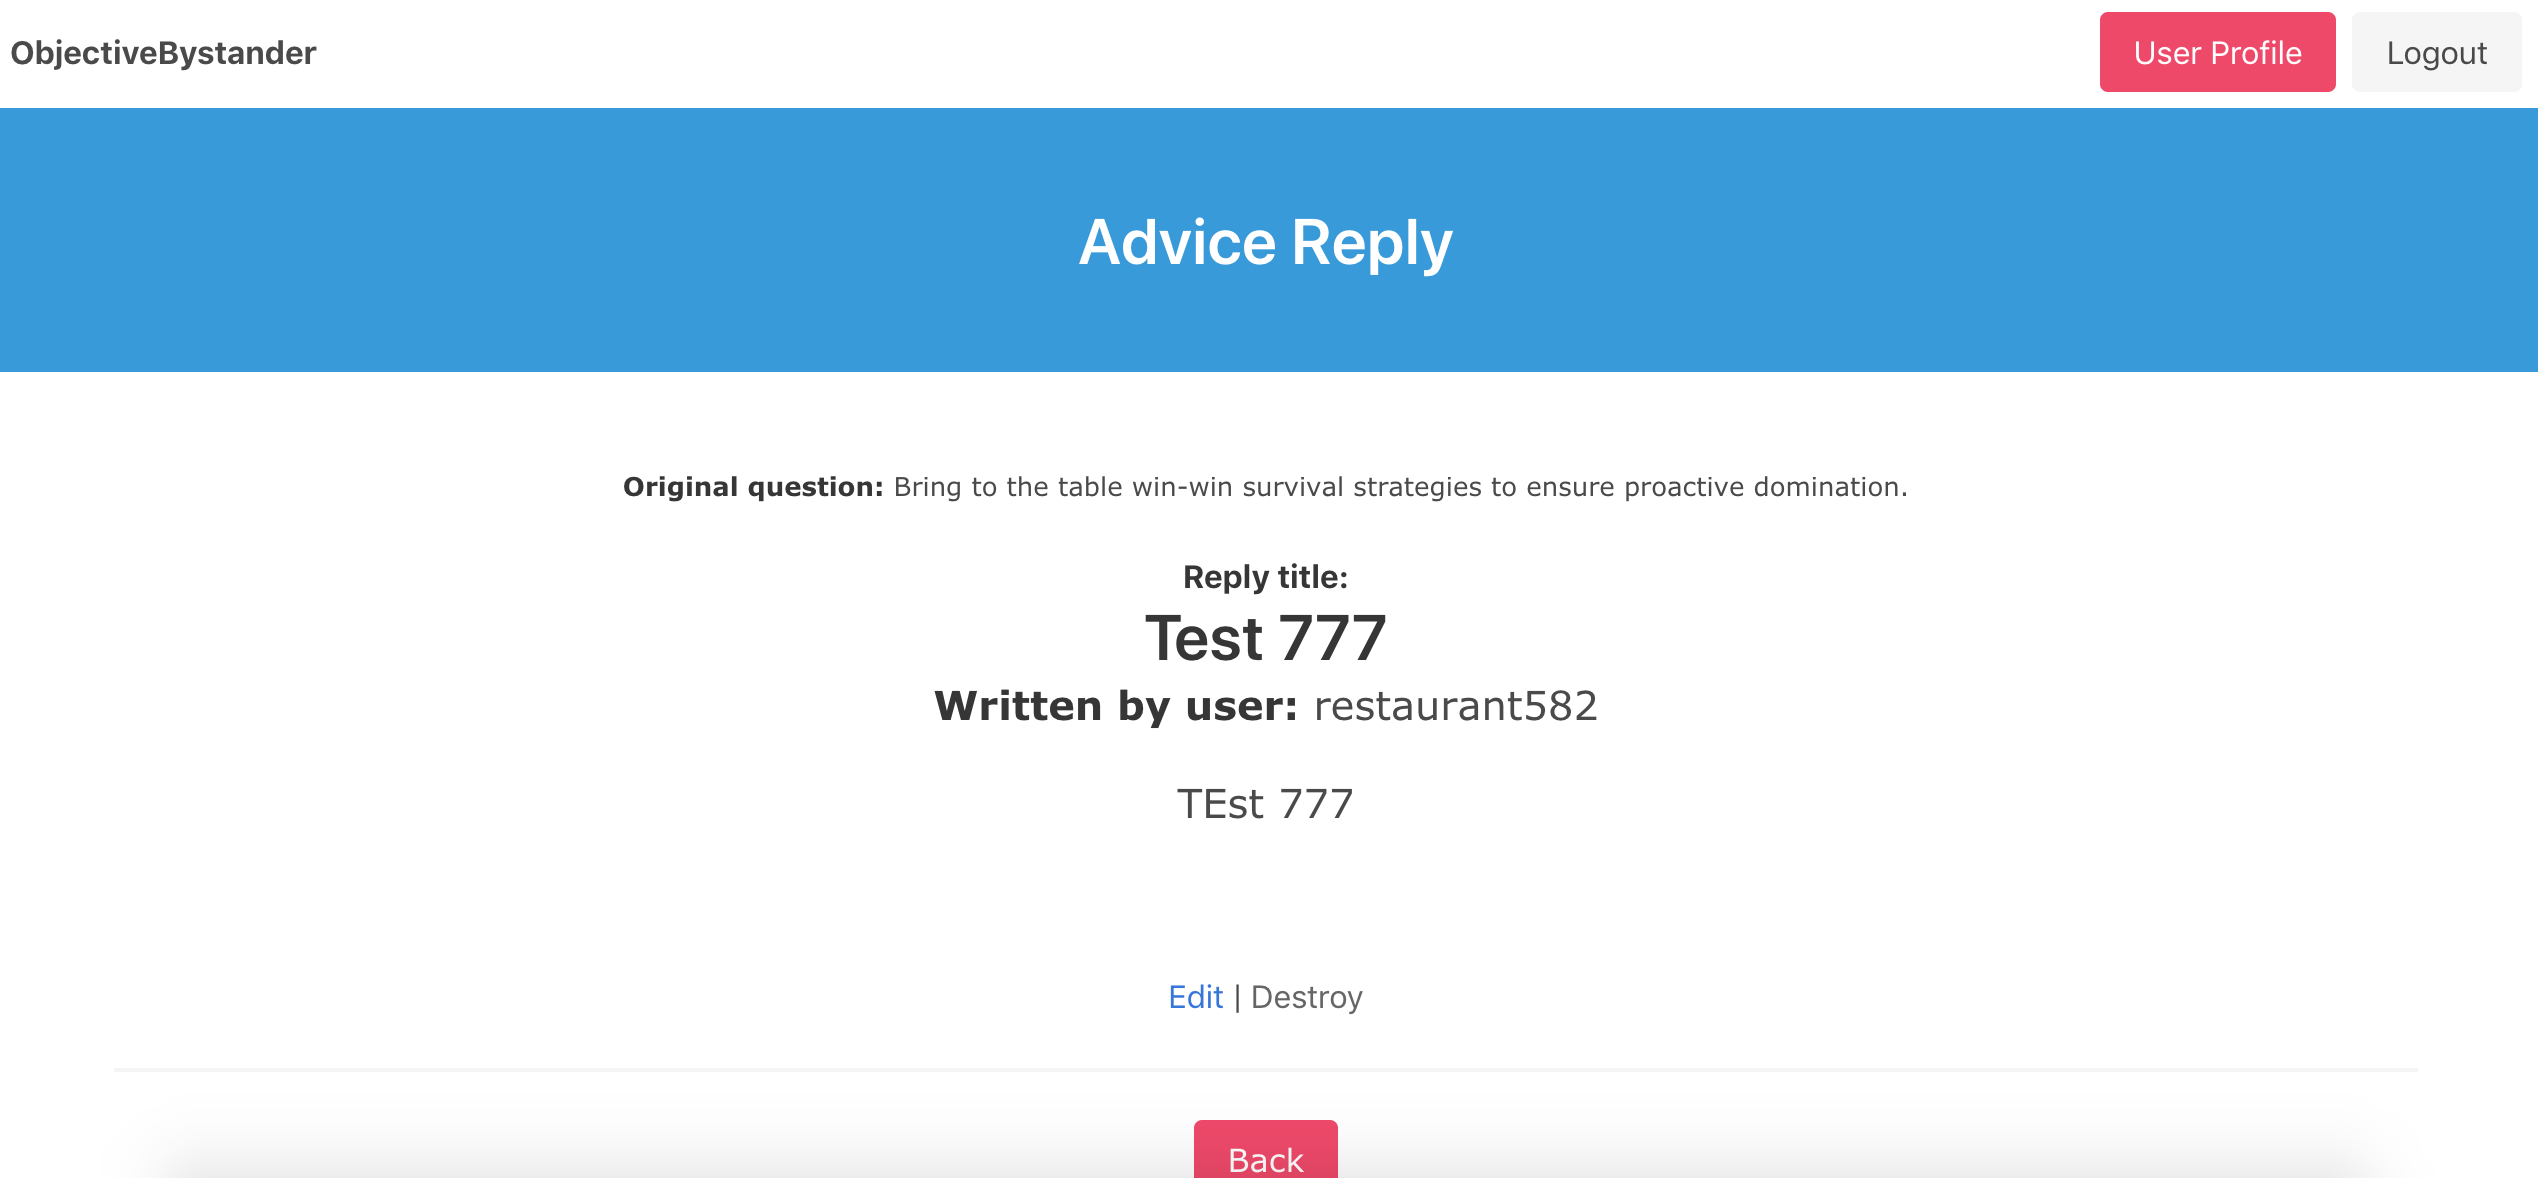 ObjectiveBystander
User Profile
Logout
Advice Reply
Original question: Bring to the table win-win survival strategies to ensure proactive domination.
Reply title:
Test 777
Written by user: restaurant582
TEst 777
Edit | Destroy
Back